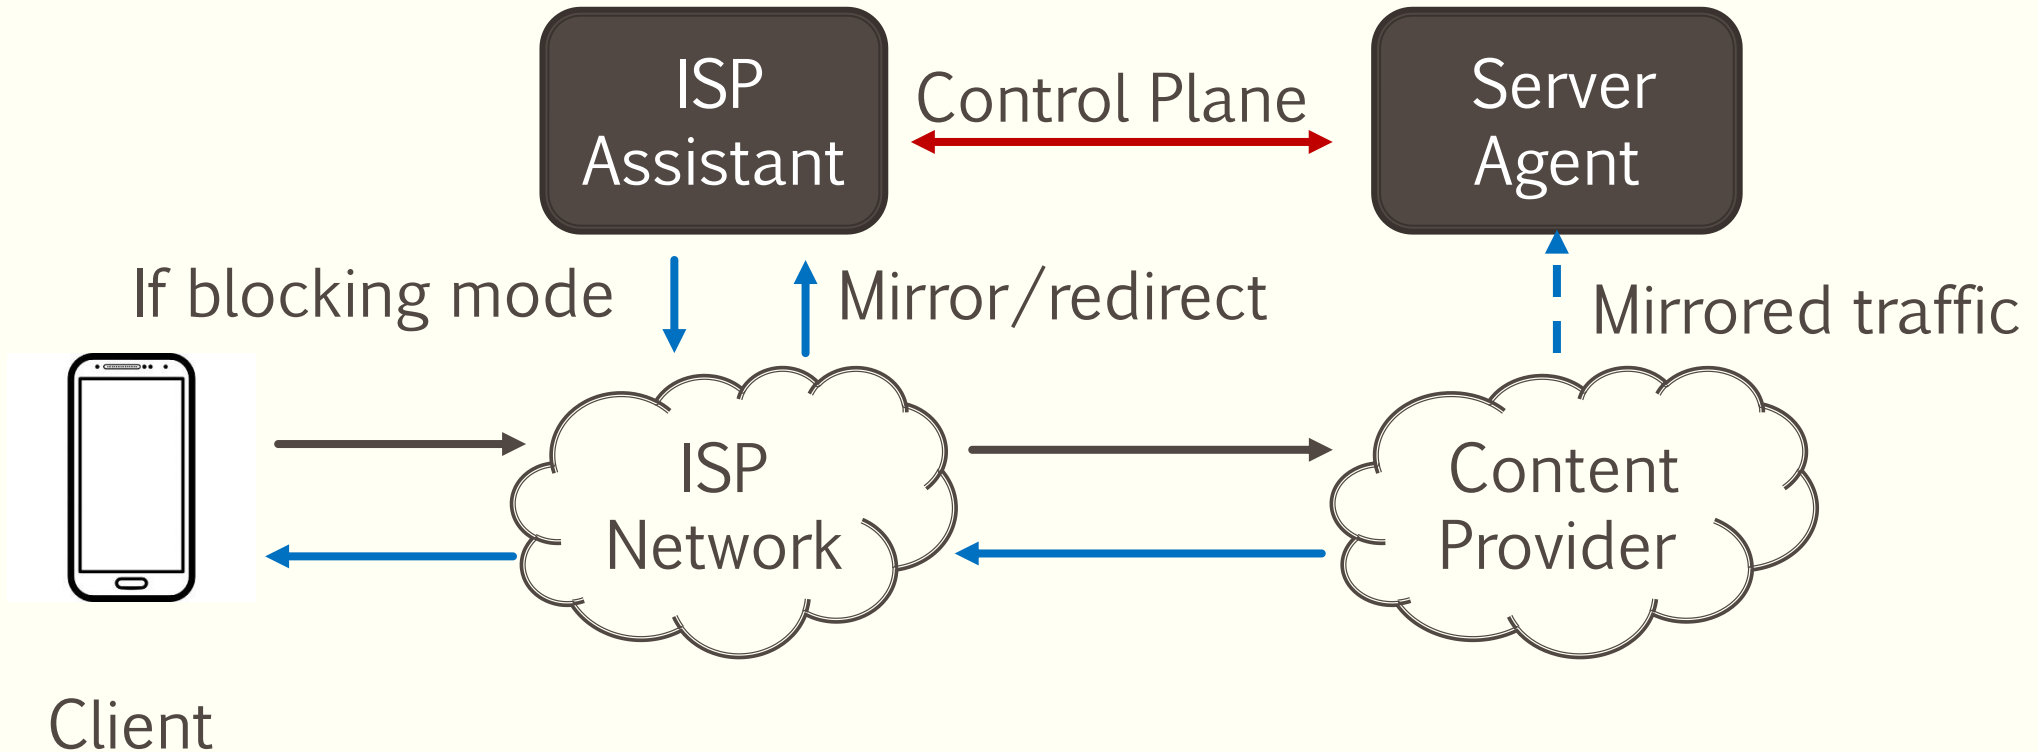 ISP
Assistant
Control Plane
Server
Agent
If blocking mode
Mirror/redirect
Mirrored traffic
ISP
Network
Content
Provider
Client